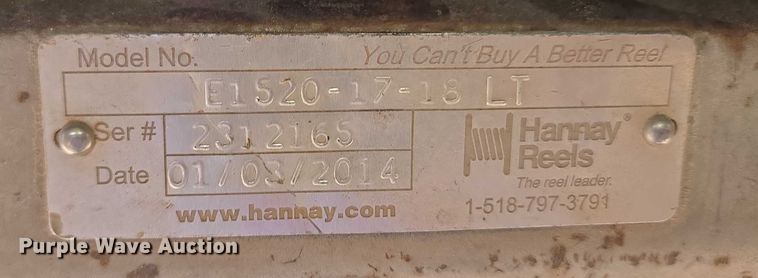 Model No. You Can't Buy A Better Reel
E1520-17-18 LT
Ser # 2312165
Hannay® Reels
The reel leader.
Date 01/03/2014
www.hannay.com 1-518-797-3791
Purple Wave Auction